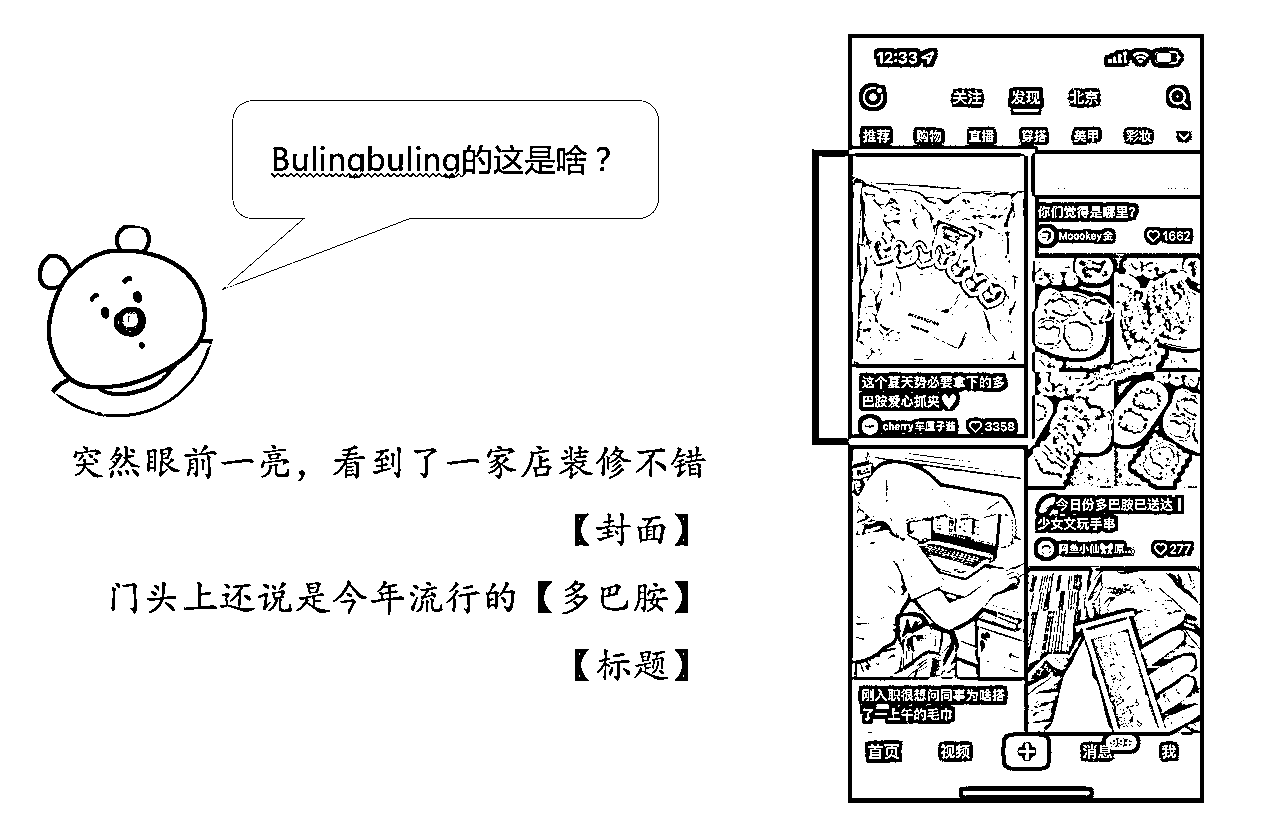 Bulingbuling的这是啥？
突然眼前一亮，看到了一家店装修不错
【封面】
门头上还说是今年流行的【多巴胺】
【标题】
12:33
关注 发现 北京
推荐 购物 直播 穿搭 美甲 彩妆
这个夏天势必要拿下的多
巴胺爱心抓夹
cherry车厘子酱 3358
刚入职很想问同事为啥搭
了一上午的毛巾
你们觉得是哪里？
Moookey金 1662
今日份多巴胺已送达
少女文玩手串
277
首页 视频 消息 99+ 我